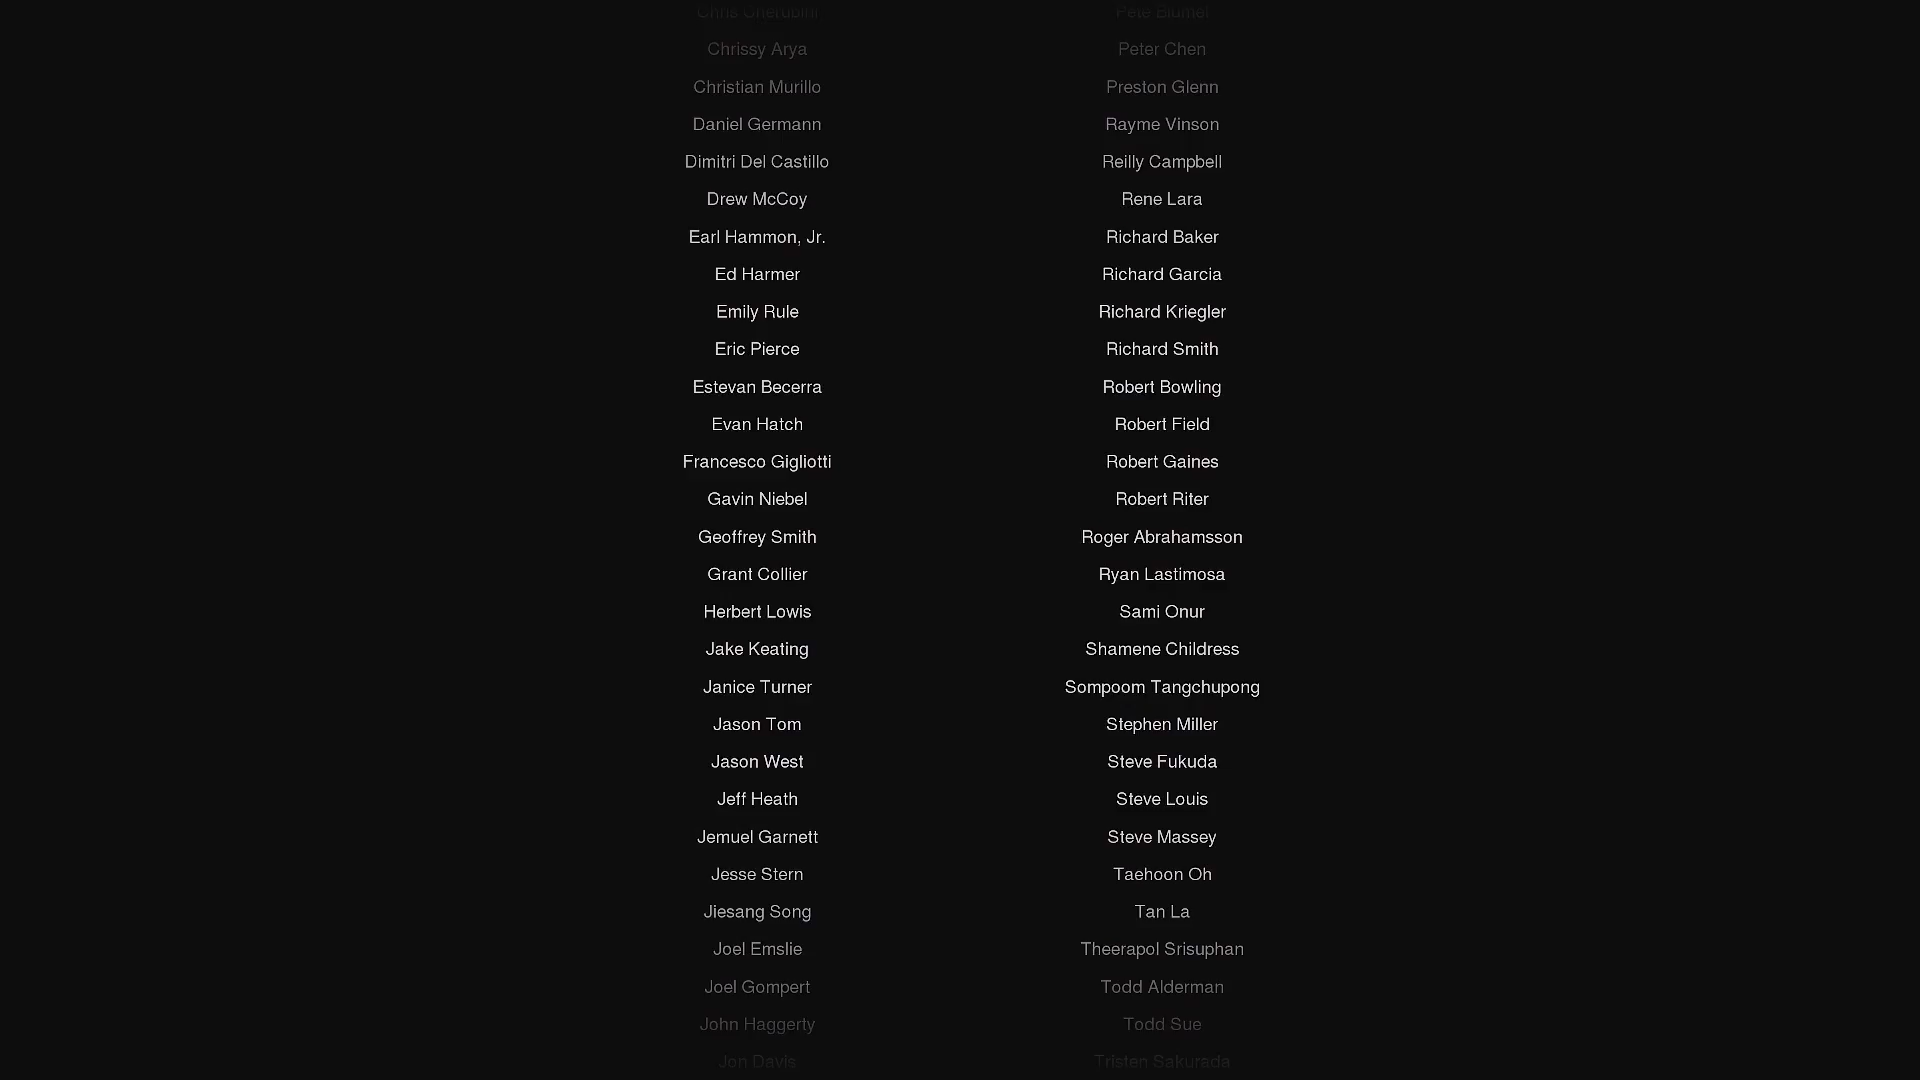 Chris Cherubini
Chrissy Arya
Christian Murillo
Daniel Germann
Dimitri Del Castillo
Drew McCoy
Earl Hammon, Jr.
Ed Harmer
Emily Rule
Eric Pierce
Estevan Becerra
Evan Hatch
Francesco Gigliotti
Gavin Niebel
Geoffrey Smith
Grant Collier
Herbert Lowis
Jake Keating
Janice Turner
Jason Tom
Jason West
Jeff Heath
Jemuel Garnett
Jesse Stern
Jiesang Song
Joel Emslie
Joel Gompert
John Haggerty
Jon Davis
Pete Blumel
Peter Chen
Preston Glenn
Rayme Vinson
Reilly Campbell
Rene Lara
Richard Baker
Richard Garcia
Richard Kriegler
Richard Smith
Robert Bowling
Robert Field
Robert Gaines
Robert Riter
Roger Abrahamsson
Ryan Lastimosa
Sami Onur
Shamene Childress
Sompoom Tangchupong
Stephen Miller
Steve Fukuda
Steve Louis
Steve Massey
Taehoon Oh
Tan La
Theerapol Srisuphan
Todd Alderman
Todd Sue
Tristen Sakurada